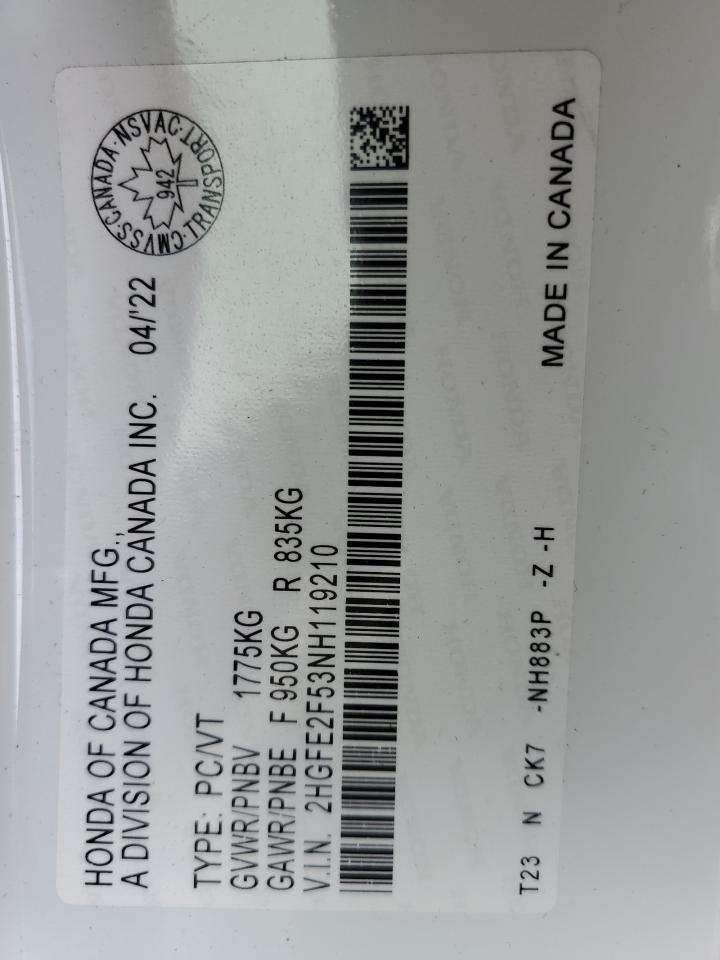 HONDA OF CANADA MFG.,
A DIVISION OF HONDA CANADA INC. 04/'22
CMVSS·CANADA·NSVAC·TRANSPORT·
942
TYPE: PC/VT
GVWR/PNBV 1775KG
GAWR/PNBE F 950KG R 835KG
V.I.N. 2HGFE2F53NH119210
T23 N CK7 -NH883P -Z -H
MADE IN CANADA